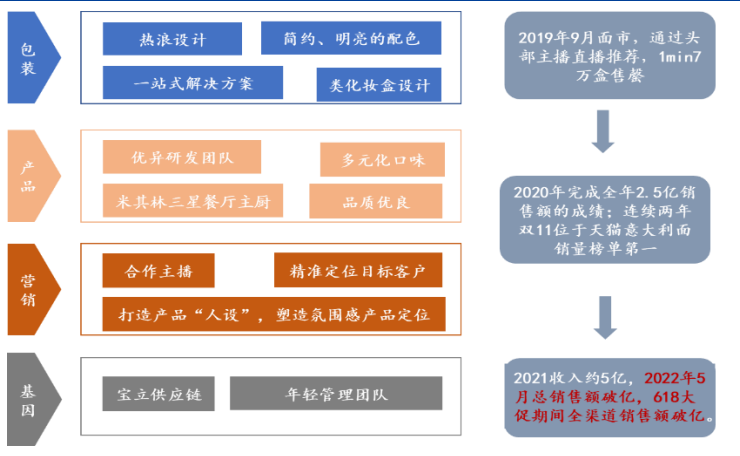 包
装
热浪设计
简约、明亮的配色
一站式解决方案
类化妆盒设计
产
品
优异研发团队
多元化口味
米其林三星餐厅主厨
品质优良
营
销
合作主播
精准定位目标客户
打造产品“人设”，塑造氛围感产品定位
基
因
宝立供应链
年轻管理团队
2019年9月面市，通过头
部主播直播推荐，1min7
万盒售罄
2020年完成全年2.5亿销
售额的成绩；连续两年
双11位于天猫意大利面
销量榜单第一
2021收入约5亿，2022年5
月总销售额破亿，618大
促期间全渠道销售额破亿。